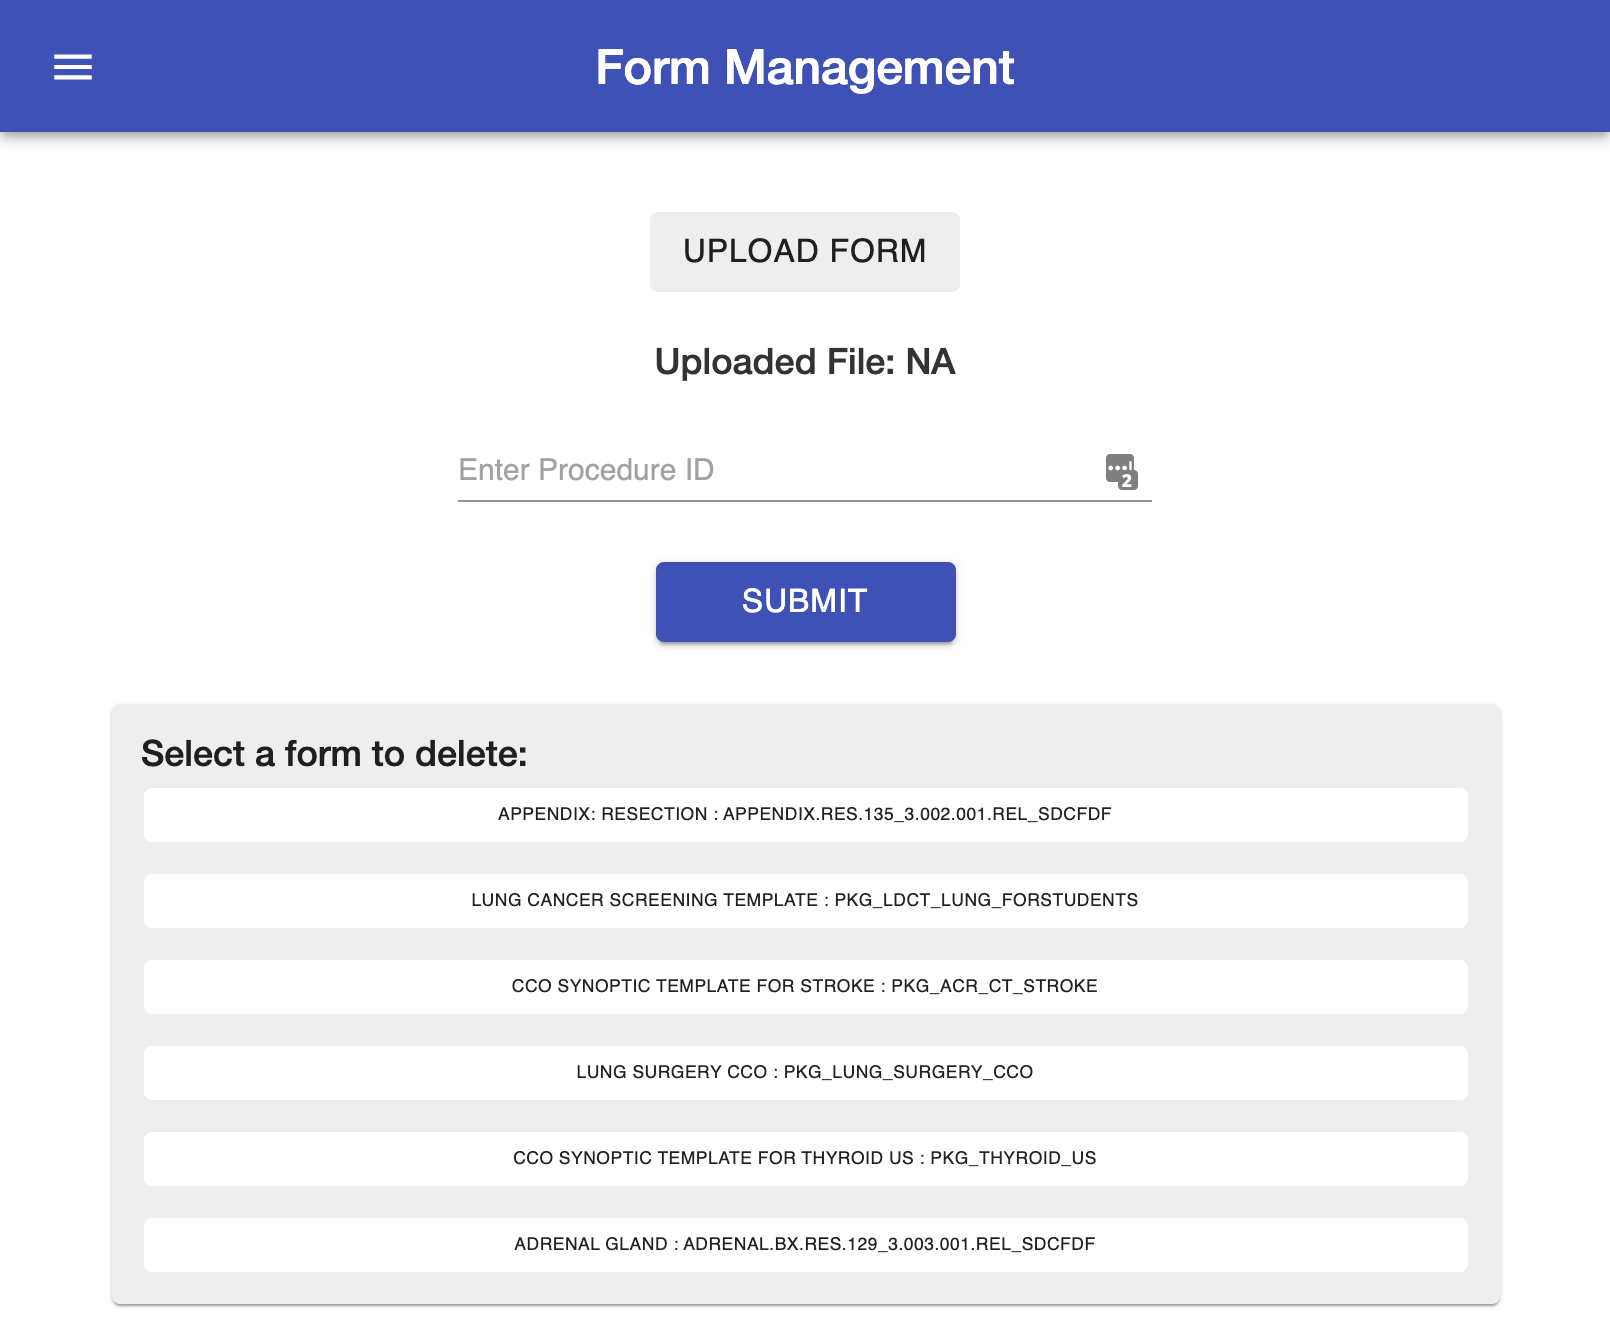 Form Management
UPLOAD FORM
Uploaded File: NA
Enter Procedure ID
2
SUBMIT
Select a form to delete:
APPENDIX: RESECTION : APPENDIX.RES.135_3.002.001.REL_SDCFDF
LUNG CANCER SCREENING TEMPLATE : PKG_LDCT_LUNG_FORSTUDENTS
CCO SYNOPTIC TEMPLATE FOR STROKE : PKG_ACR_CT_STROKE
LUNG SURGERY CCO : PKG_LUNG_SURGERY_CCO
CCO SYNOPTIC TEMPLATE FOR THYROID US : PKG_THYROID_US
ADRENAL GLAND : ADRENAL.BX.RES.129_3.003.001.REL_SDCFDF